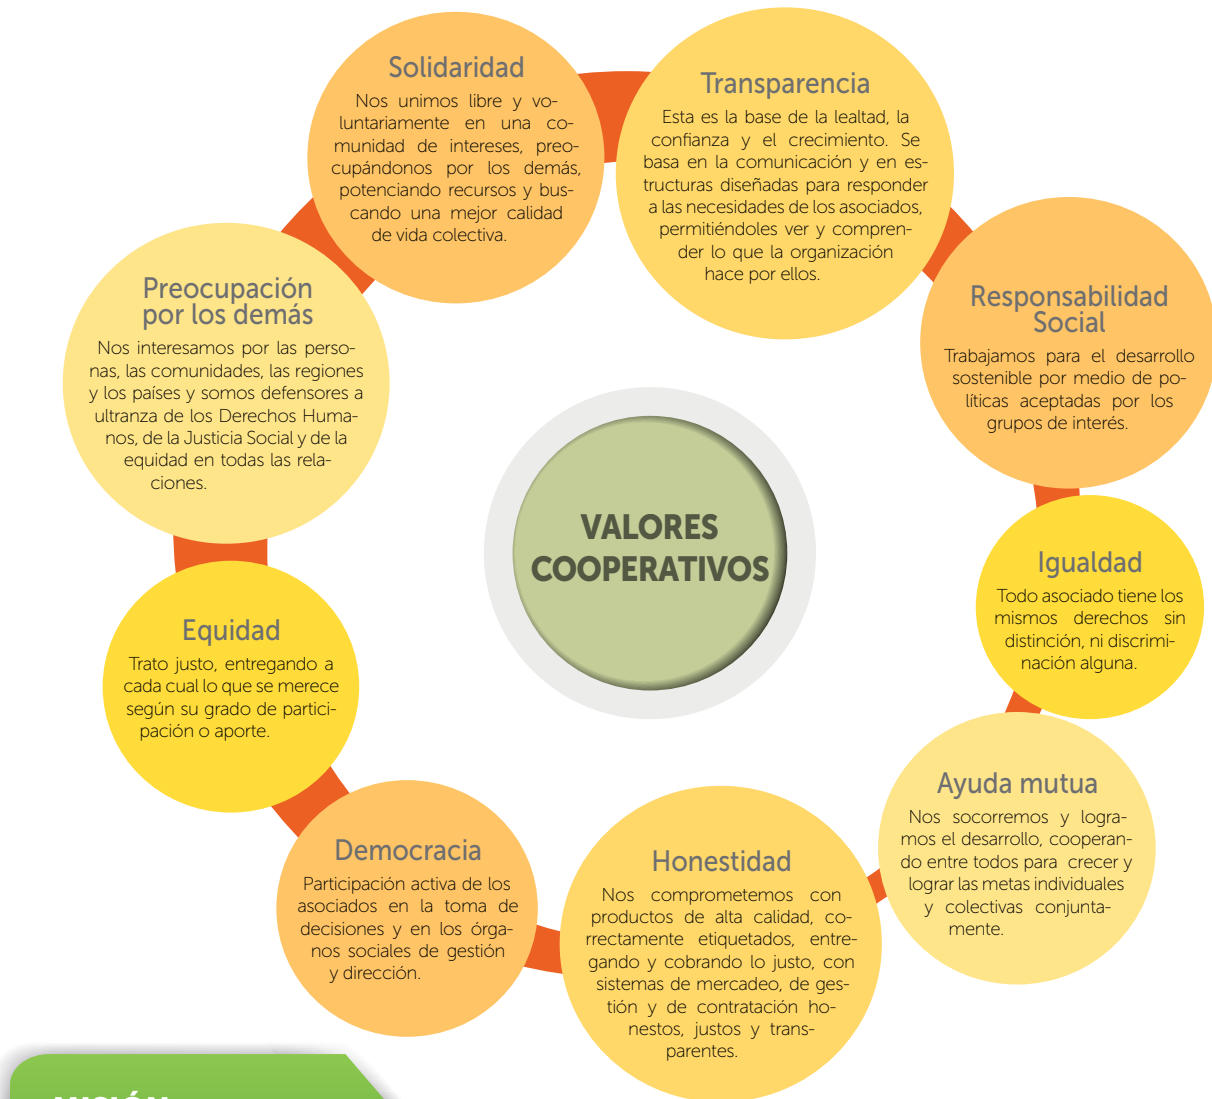 Solidaridad
Nos unimos libre y vo-
luntariamente en una co-
munidad de intereses, preo-
cupándonos por los demás,
potenciando recursos y bus-
cando una mejor calidad
de vida colectiva.
Transparencia
Esta es la base de la lealtad, la
confianza y el crecimiento. Se
basa en la comunicación y en es-
tructuras diseñadas para responder
a las necesidades de los asociados,
permitiéndoles ver y compren-
der lo que la organización
hace por ellos.
Responsabilidad
Social
Trabajamos para el desarrollo
sostenible por medio de po-
líticas aceptadas por los
grupos de interés.
Igualdad
Todo asociado tiene los
mismos derechos sin
distinción, ni discrimi-
nación alguna.
Ayuda mutua
Nos socorremos y logra-
mos el desarrollo, cooperan-
do entre todos para crecer y
lograr las metas individuales
y colectivas conjunta-
mente.
Honestidad
Nos comprometemos con
productos de alta calidad, co-
rrectamente etiquetados, entre-
gando y cobrando lo justo, con
sistemas de mercadeo, de ges-
tión y de contratación ho-
nestos, justos y trans-
parentes.
Democracia
Participación activa de los
asociados en la toma de
decisiones y en los órga-
nos sociales de gestión
y dirección.
Equidad
Trato justo, entregando a
cada cual lo que se merece
según su grado de partici-
pación o aporte.
Preocupación
por los demás
Nos interesamos por las perso-
nas, las comunidades, las regiones
y los países y somos defensores a
ultranza de los Derechos Huma-
nos, de la Justicia Social y de la
equidad en todas las rela-
ciones.
VALORES
COOPERATIVOS
MISIÓN